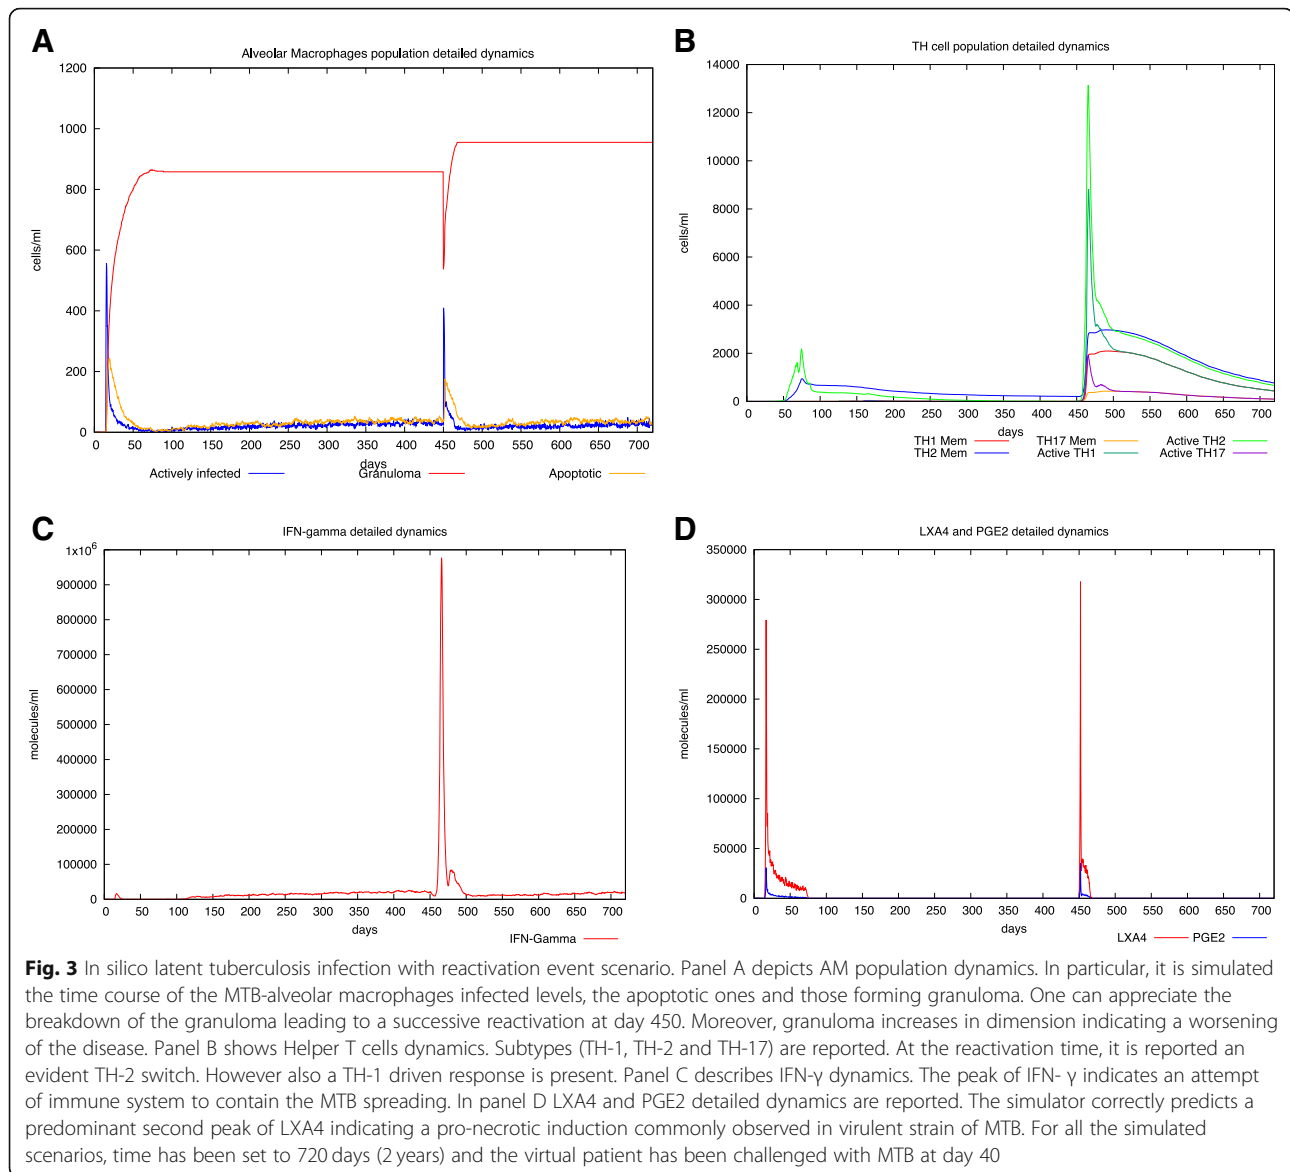 A
Alveolar Macrophages population detailed dynamics
1200
1000
800
600
400
200
0
cells/ml
0 50 100 150 200 250 300 350 400 450 500 550 600 650 700
days
Actively infected Granuloma Apoptotic
B
TH cell population detailed dynamics
14000
12000
10000
8000
6000
4000
2000
0
cells/ml
0 50 100 150 200 250 300 350 400 450 500 550 600 650 700
days
TH1 Mem TH17 Mem Active TH2
TH2 Mem Active TH1 Active TH17
C
IFN-gamma detailed dynamics
1x10⁶
900000
800000
700000
600000
500000
400000
300000
200000
100000
0
molecules/ml
0 50 100 150 200 250 300 350 400 450 500 550 600 650 700
days
IFN-Gamma
D
LXA4 and PGE2 detailed dynamics
350000
300000
250000
200000
150000
100000
50000
0
molecules/ml
0 50 100 150 200 250 300 350 400 450 500 550 600 650 700
days
LXA4 PGE2
Fig. 3 In silico latent tuberculosis infection with reactivation event scenario. Panel A depicts AM population dynamics. In particular, it is simulated
the time course of the MTB-alveolar macrophages infected levels, the apoptotic ones and those forming granuloma. One can appreciate the
breakdown of the granuloma leading to a successive reactivation at day 450. Moreover, granuloma increases in dimension indicating a worsening
of the disease. Panel B shows Helper T cells dynamics. Subtypes (TH-1, TH-2 and TH-17) are reported. At the reactivation time, it is reported an
evident TH-2 switch. However also a TH-1 driven response is present. Panel C describes IFN-γ dynamics. The peak of IFN- γ indicates an attempt
of immune system to contain the MTB spreading. In panel D LXA4 and PGE2 detailed dynamics are reported. The simulator correctly predicts a
predominant second peak of LXA4 indicating a pro-necrotic induction commonly observed in virulent strain of MTB. For all the simulated
scenarios, time has been set to 720 days (2 years) and the virtual patient has been challenged with MTB at day 40